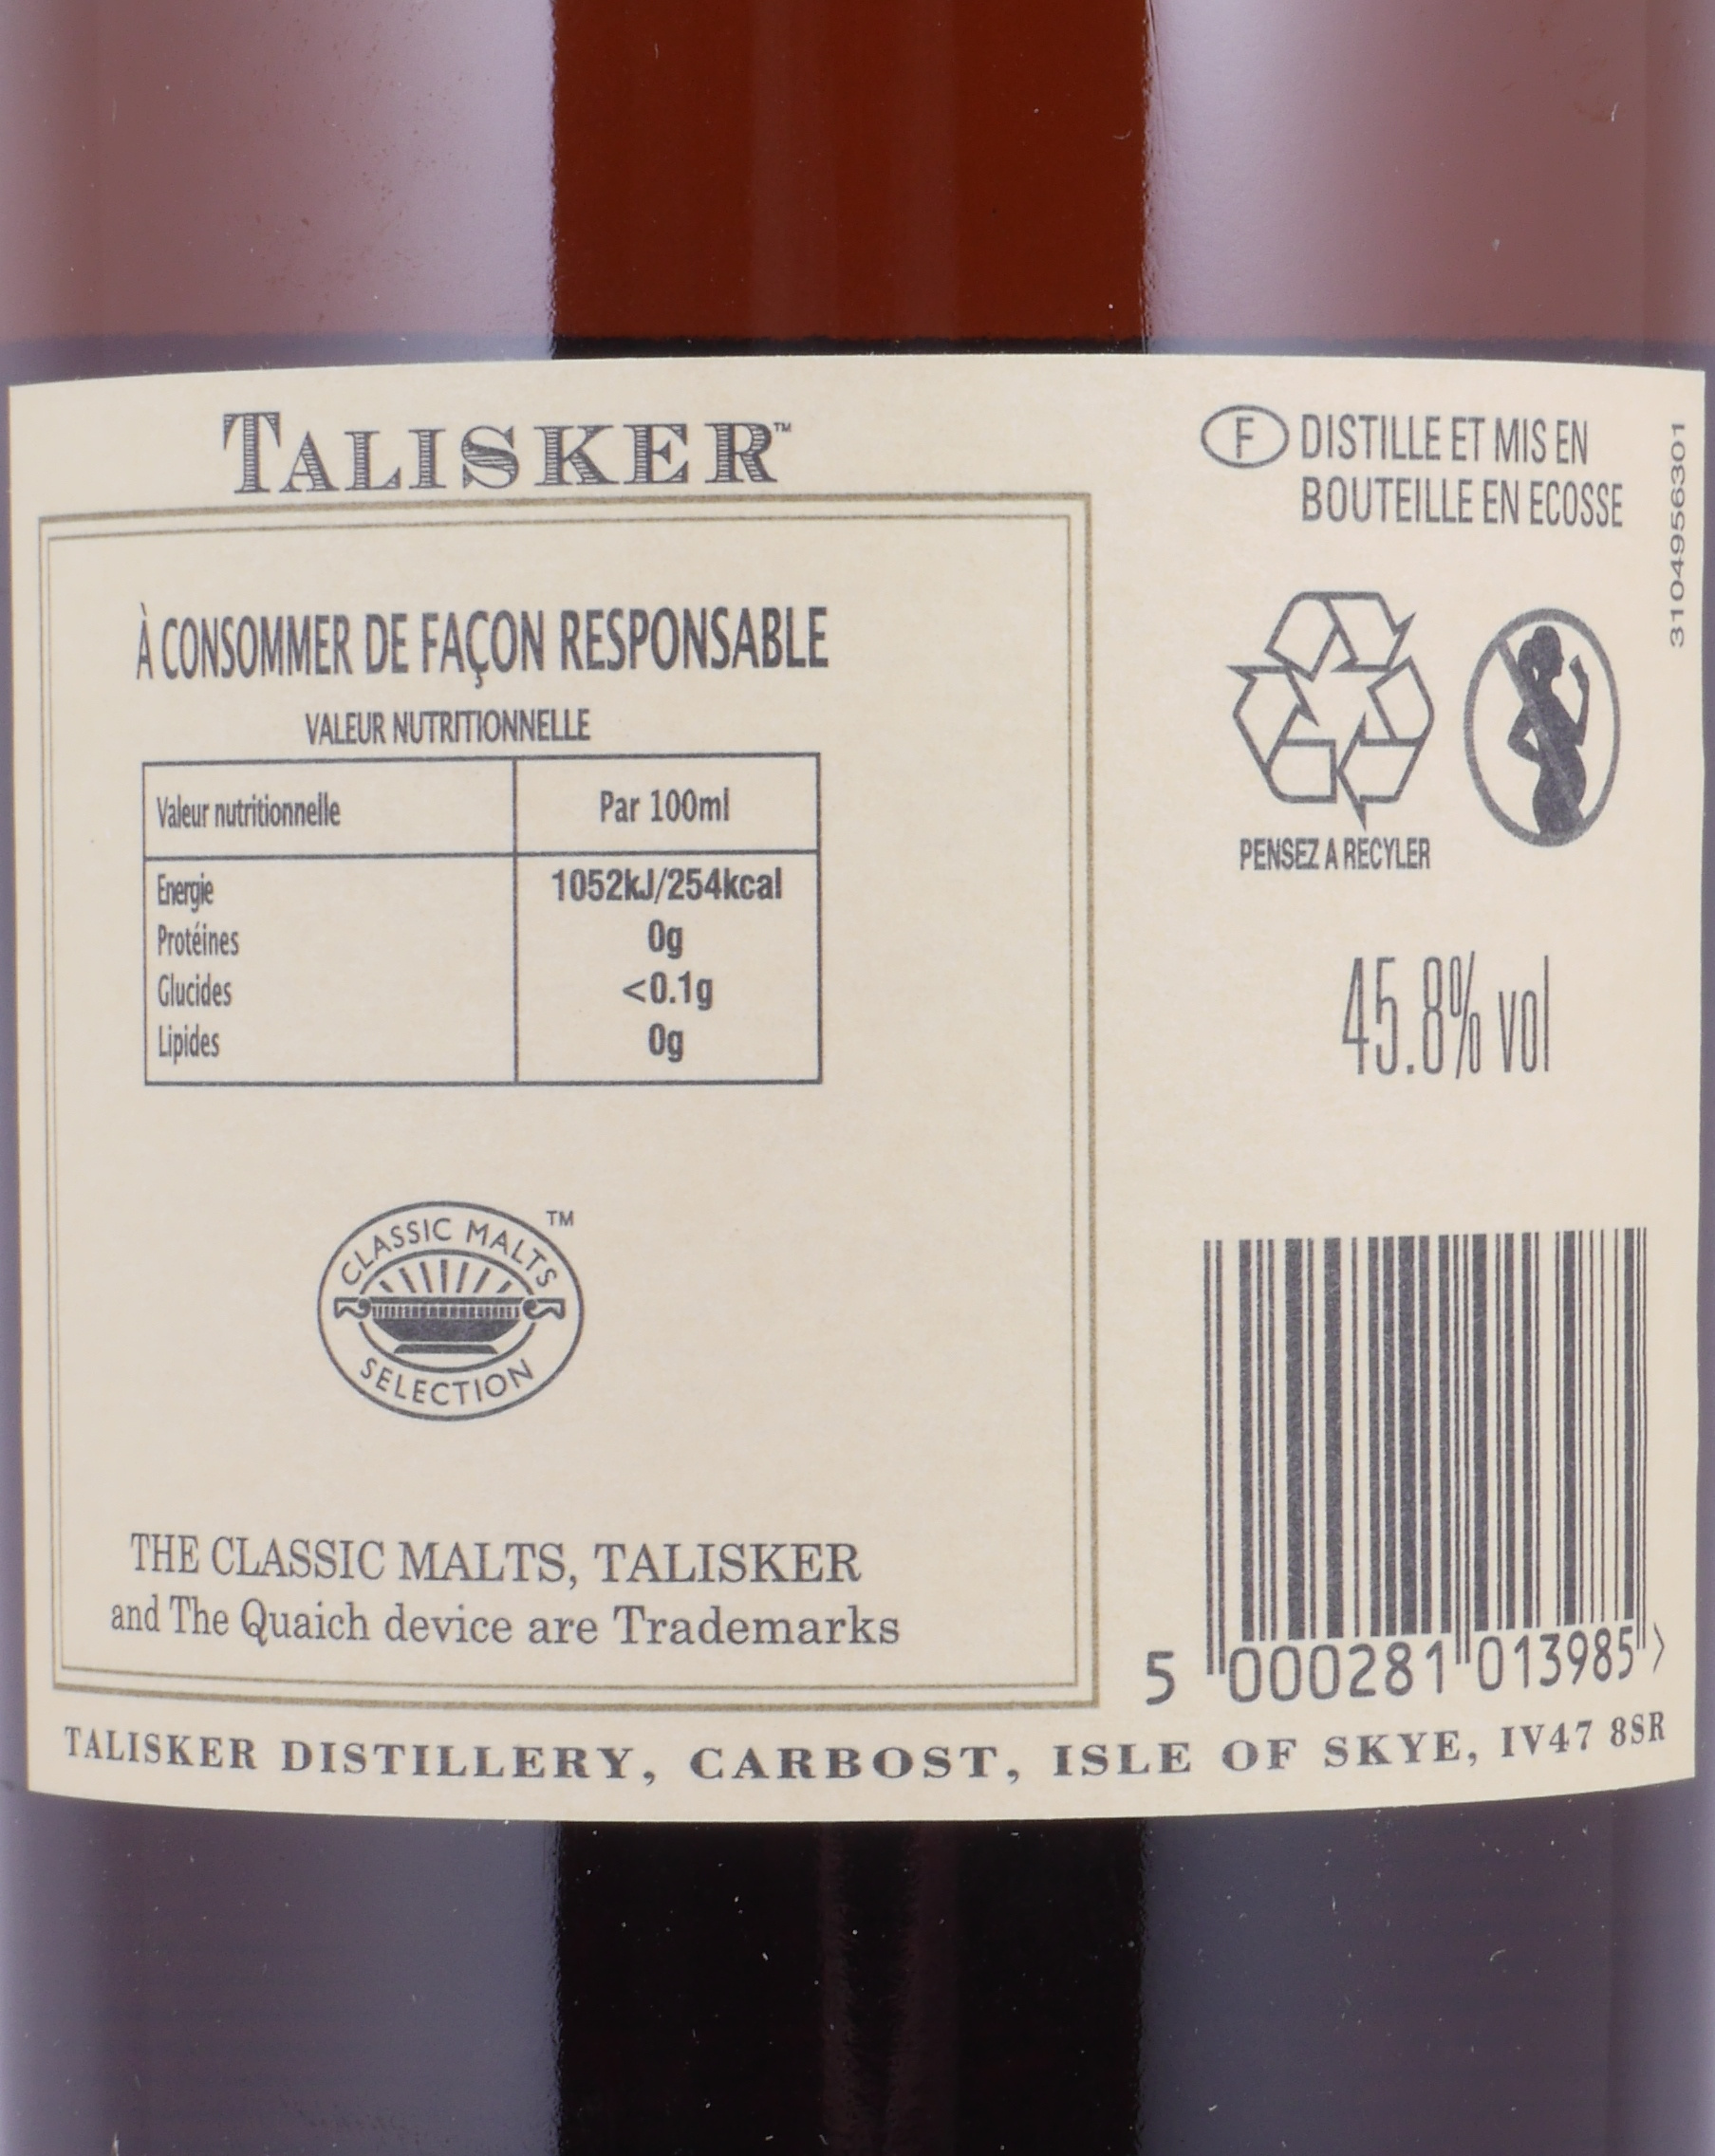 TALISKER™
À CONSOMMER DE FAÇON RESPONSABLE
VALEUR NUTRITIONNELLE
Valeur nutritionnelle Par 100ml
Energie 1052kJ/254kcal
Protéines 0g
Glucides <0.1g
Lipides 0g
CLASSIC MALTS ™
SELECTION
THE CLASSIC MALTS, TALISKER
and The Quaich device are Trademarks
F DISTILLE ET MIS EN
BOUTEILLE EN ECOSSE
3104956301
PENSEZ A RECYLER
45.8% vol
5 000281 013985 >
TALISKER DISTILLERY, CARBOST, ISLE OF SKYE, IV47 8SR